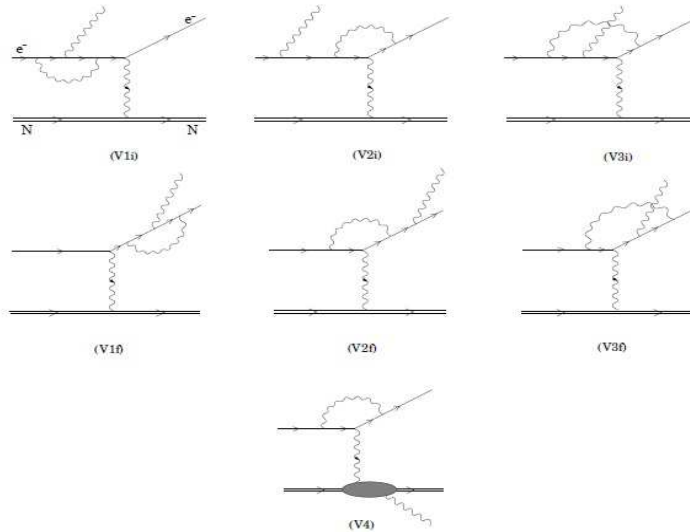 e⁻ e⁻
N N
(V1i) (V2i) (V3i)
(V1f) (V2f) (V3f)
(V4)